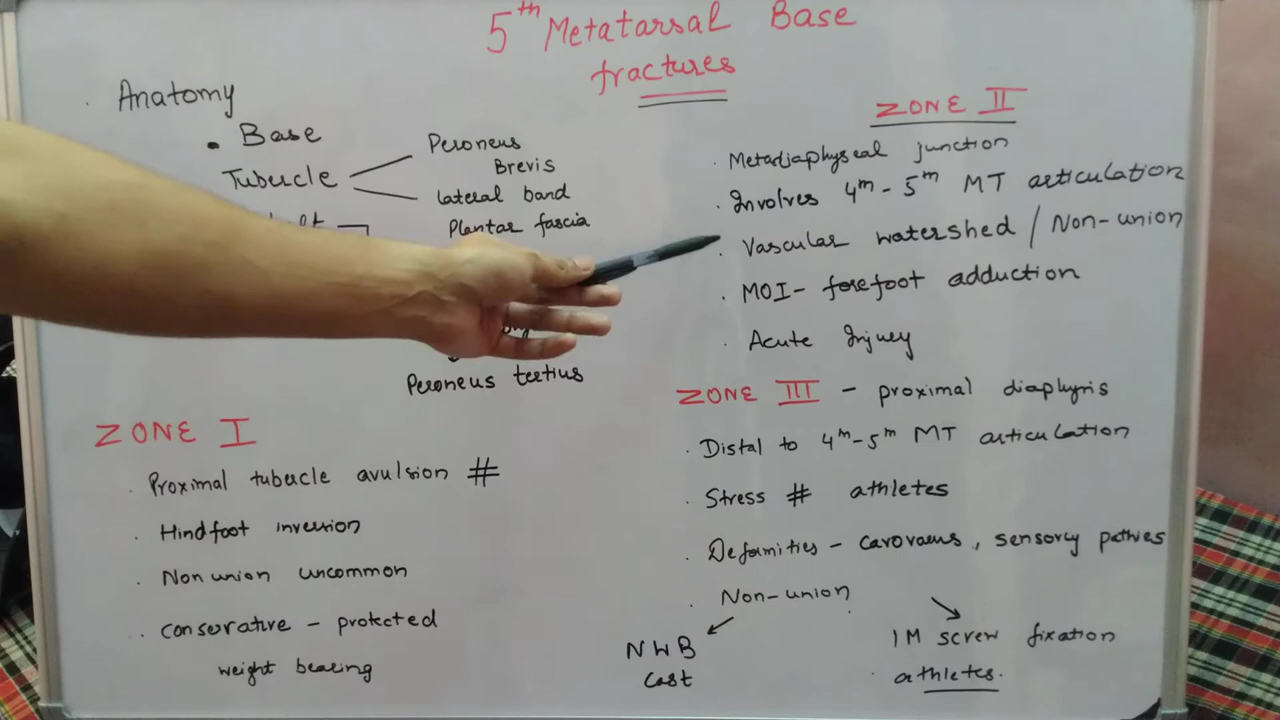 5th Metatarsal Base
fractures
Anatomy
• Base
Tubercle
Peroneus
Brevis
lateral band
Plantar fascia
Peroneus tertius
ZONE I
. Proximal tubercle avulsion #
. Hindfoot inversion
. Non union uncommon
. conservative - protected
weight bearing
ZONE II
. Metadiaphyseal junction
. Involves 4th - 5th MT articulation
. Vascular watershed / Non-union
. MOI - forefoot adduction
. Acute Injury
ZONE III - proximal diaphysis
. Distal to 4th-5th MT articulation
. Stress # athletes
. Deformities - cavovarus, sensory pathies
. Non-union
NWB
Cast
IM screw fixation
athletes.